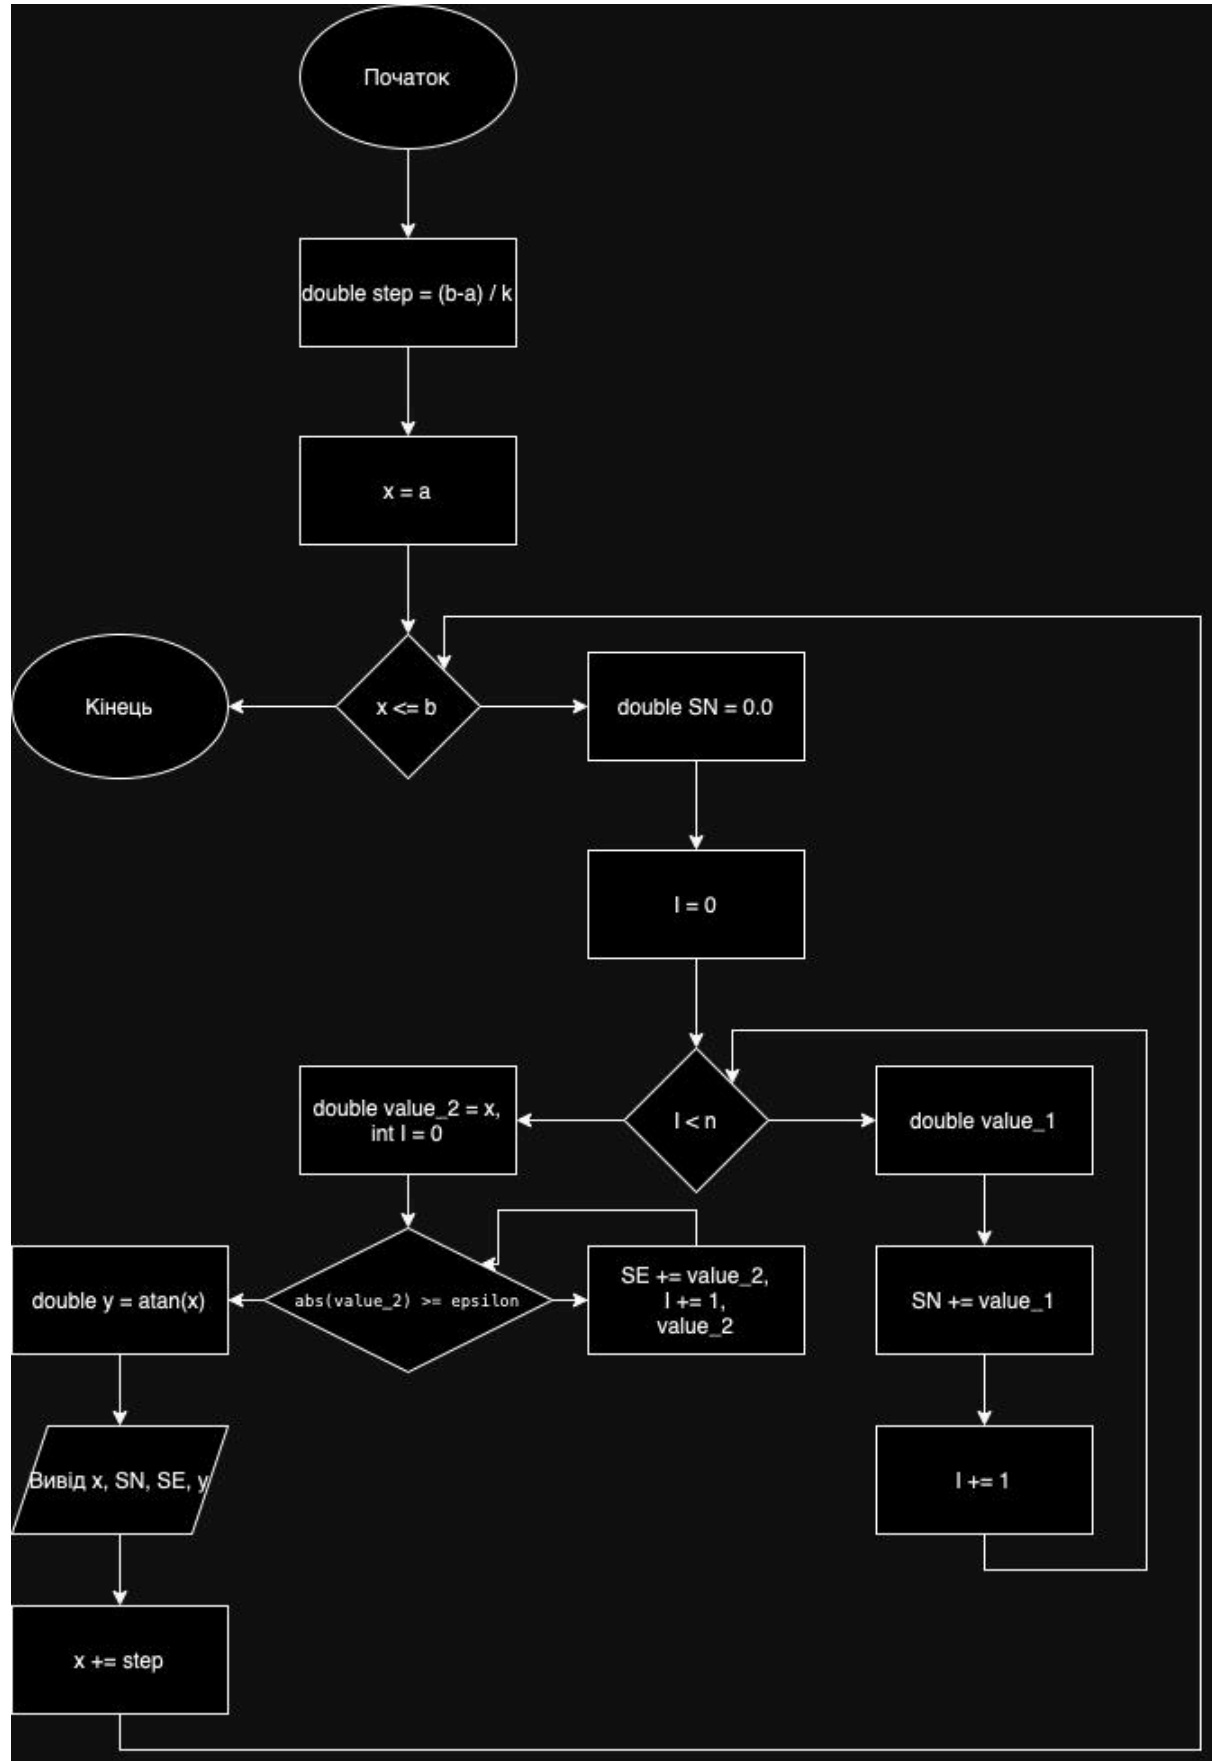 Початок
double step = (b-a) / k
x = a
Кінець
x <= b
double SN = 0.0
I = 0
double value_2 = x,
int I = 0
I < n
double value_1
double y = atan(x)
abs(value_2) >= epsilon
SE += value_2,
I += 1,
value_2
SN += value_1
Вивід x, SN, SE, y
I += 1
x += step